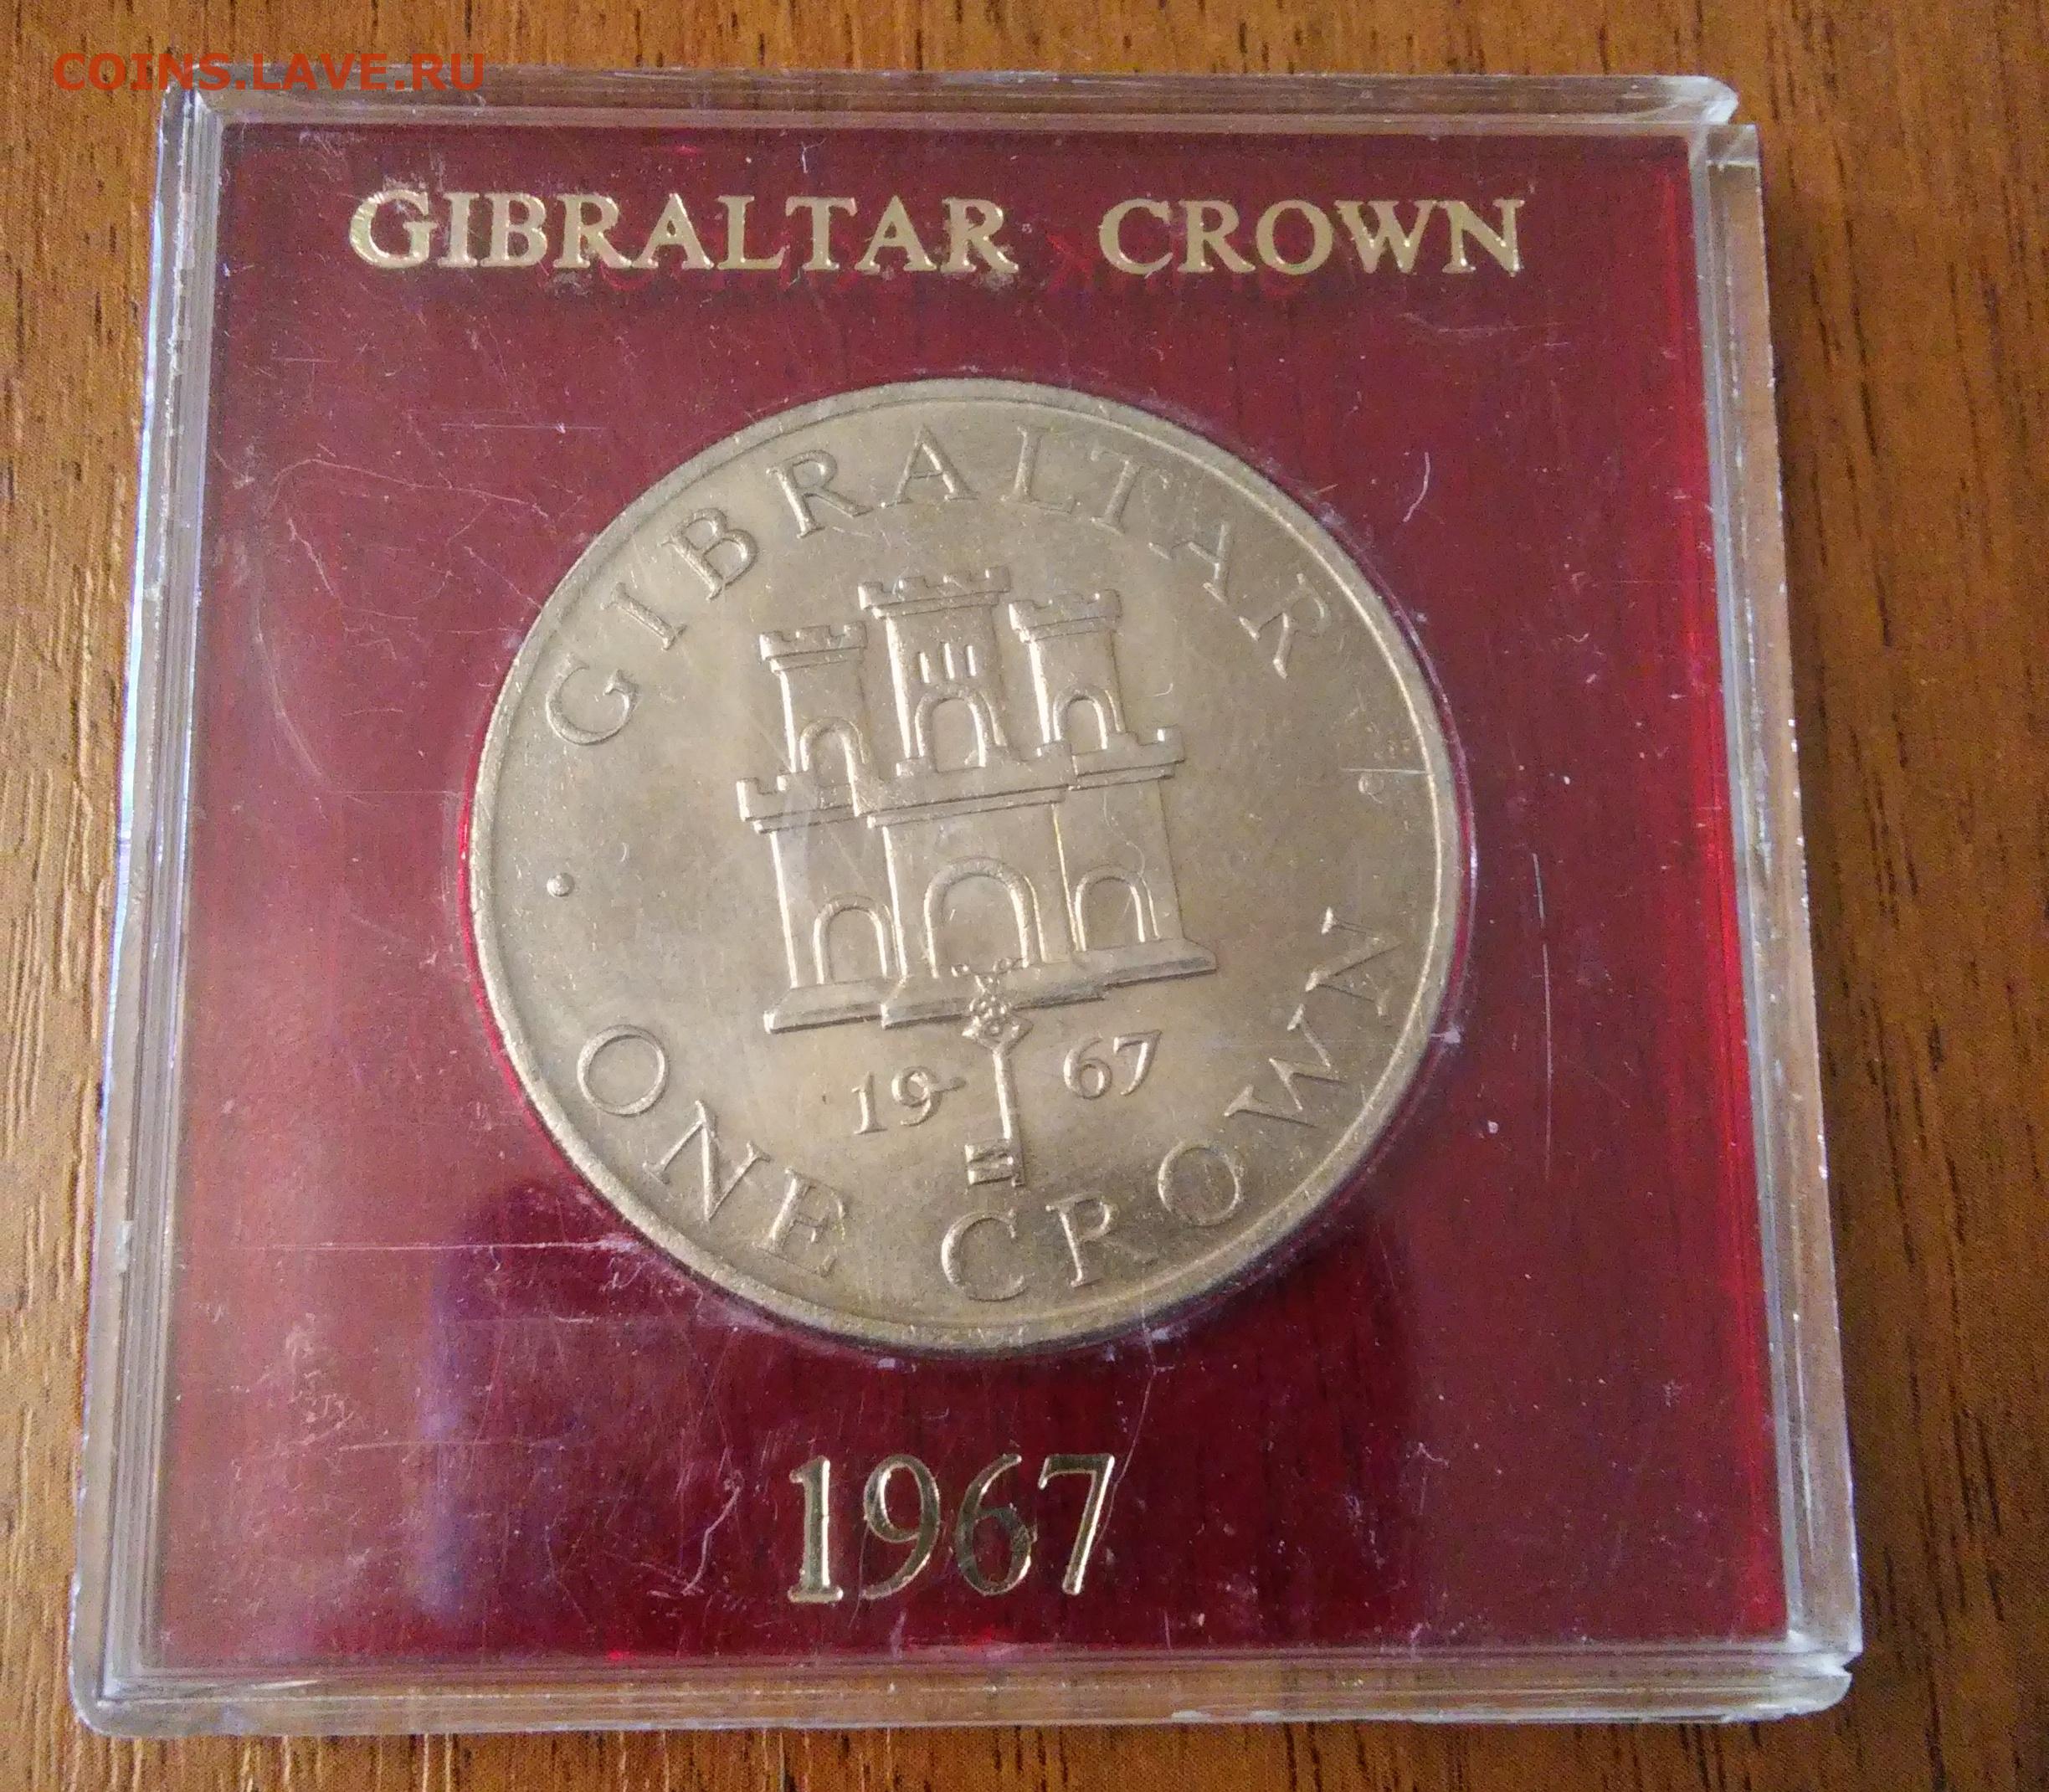 COINS.LAVE.RU
GIBRALTAR CROWN
· GIBRALTAR ·
19 67
ONE CROWN
1967